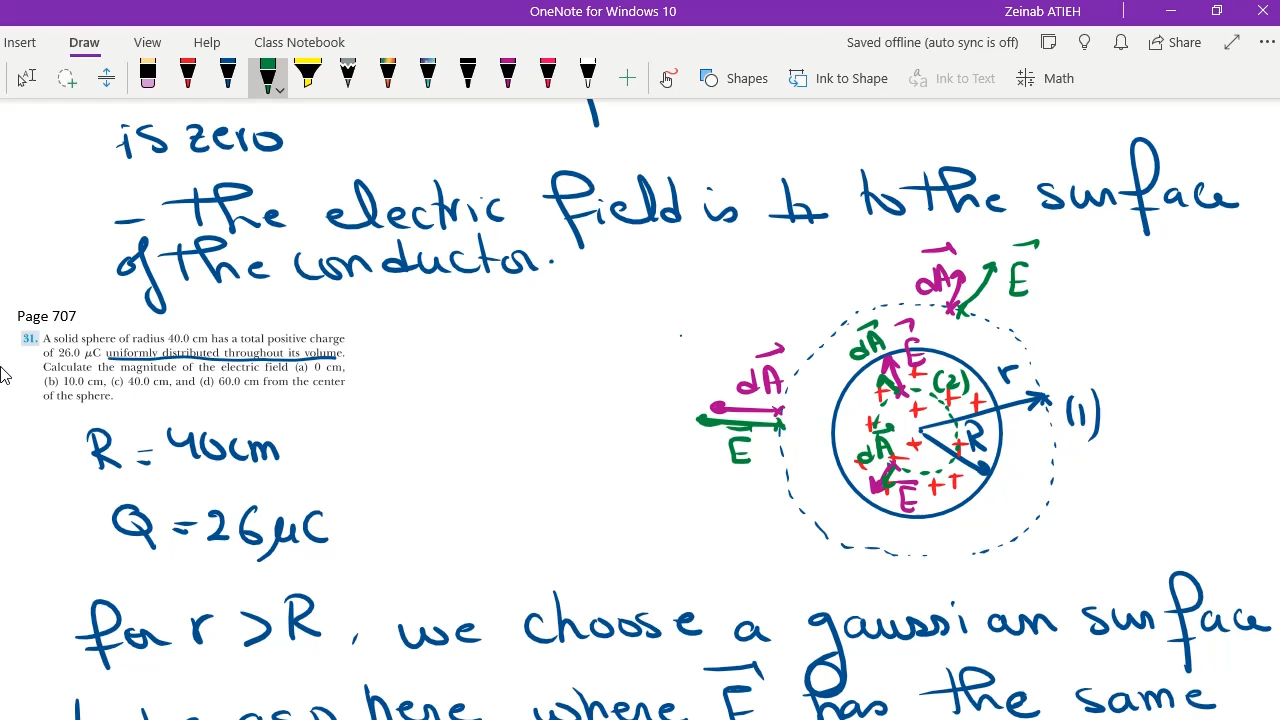 OneNote for Windows 10
Zeinab ATIEH
Insert Draw View Help Class Notebook
Saved offline (auto sync is off)
Share
Shapes
Ink to Shape
Ink to Text
Math
is zero
- the electric field is to the surface
of the conductor.
Page 707
31. A solid sphere of radius 40.0 cm has a total positive charge
of 26.0 μC uniformly distributed throughout its volume.
Calculate the magnitude of the electric field (a) 0 cm,
(b) 10.0 cm, (c) 40.0 cm, and (d) 60.0 cm from the center
of the sphere.
dA
E
dA
E
dA
E
(2)
r
R
(1)
dA
E
R = 40cm
Q = 26μC
for r > R, we choose a gaussian surface
here where E has the same